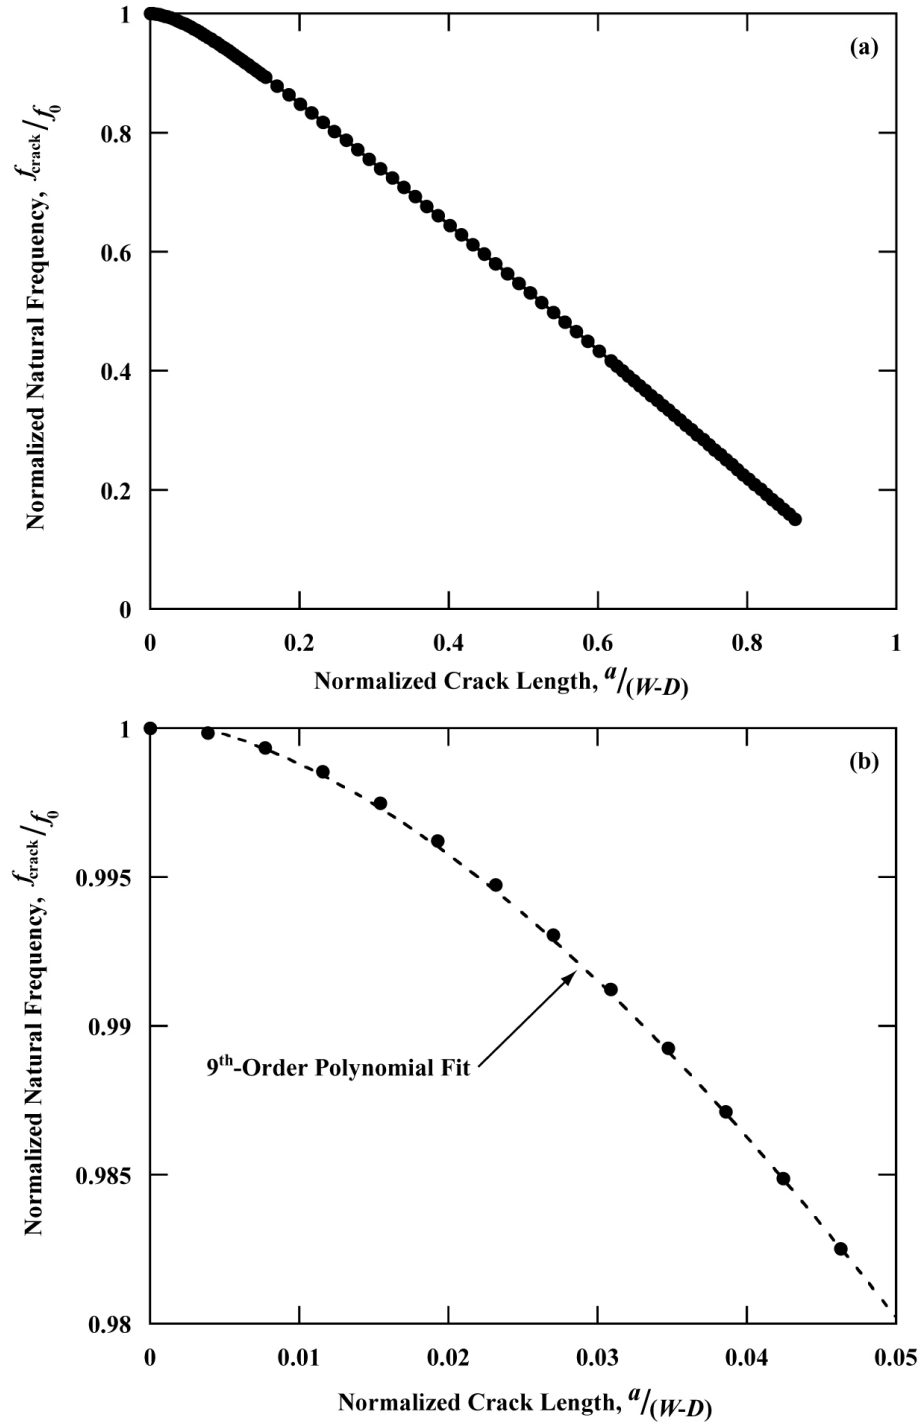 1
(a)
0.8
0.6
0.4
0.2
0
Normalized Natural Frequency, fcrack/f0
0 0.2 0.4 0.6 0.8 1
Normalized Crack Length, a/(W-D)
1
(b)
0.995
0.99
0.985
0.98
Normalized Natural Frequency, fcrack/f0
9th-Order Polynomial Fit
0 0.01 0.02 0.03 0.04 0.05
Normalized Crack Length, a/(W-D)